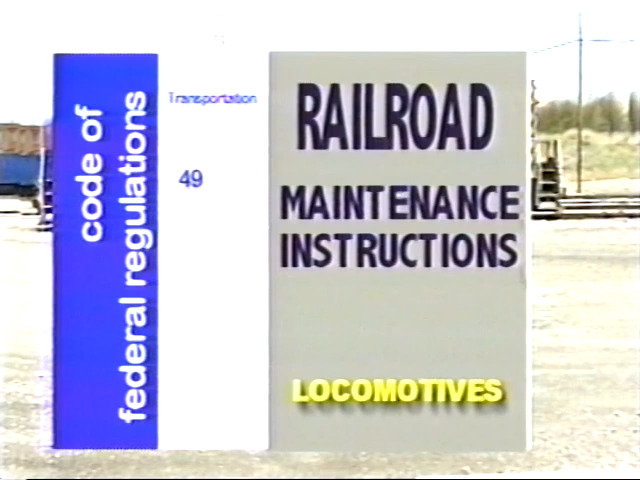 code of
federal regulations
Transportation
49
RAILROAD
MAINTENANCE
INSTRUCTIONS
LOCOMOTIVES